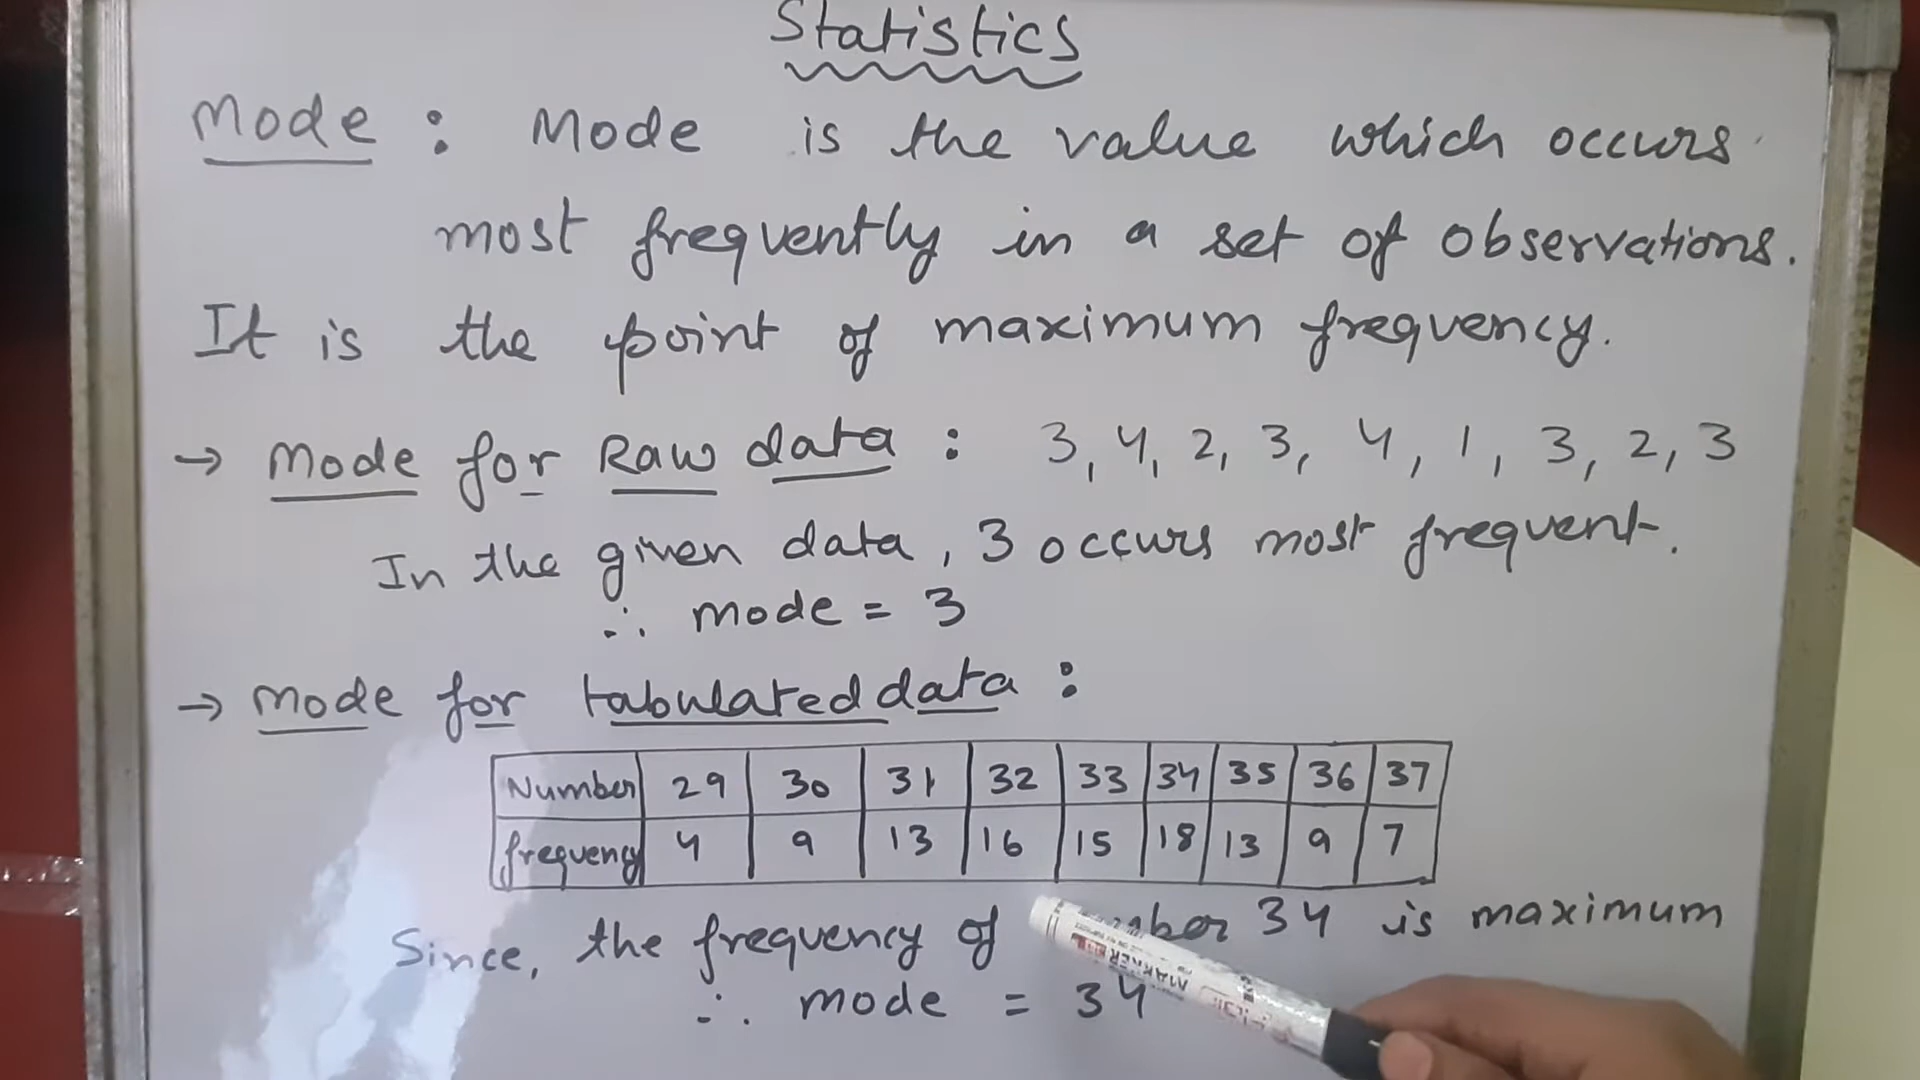 Statistics
Mode : Mode is the value which occurs
most frequently in a set of observations.
It is the point of maximum frequency.
→ Mode for Raw data : 3, 4, 2, 3, 4, 1, 3, 2, 3
In the given data, 3 occurs most frequent.
∴ mode = 3
→ Mode for tabulated data :
Number 29 30 31 32 33 34 35 36 37
frequency 4 9 13 16 15 18 13 9 7
Since, the frequency of 34 is maximum
∴ mode = 34
MARKER